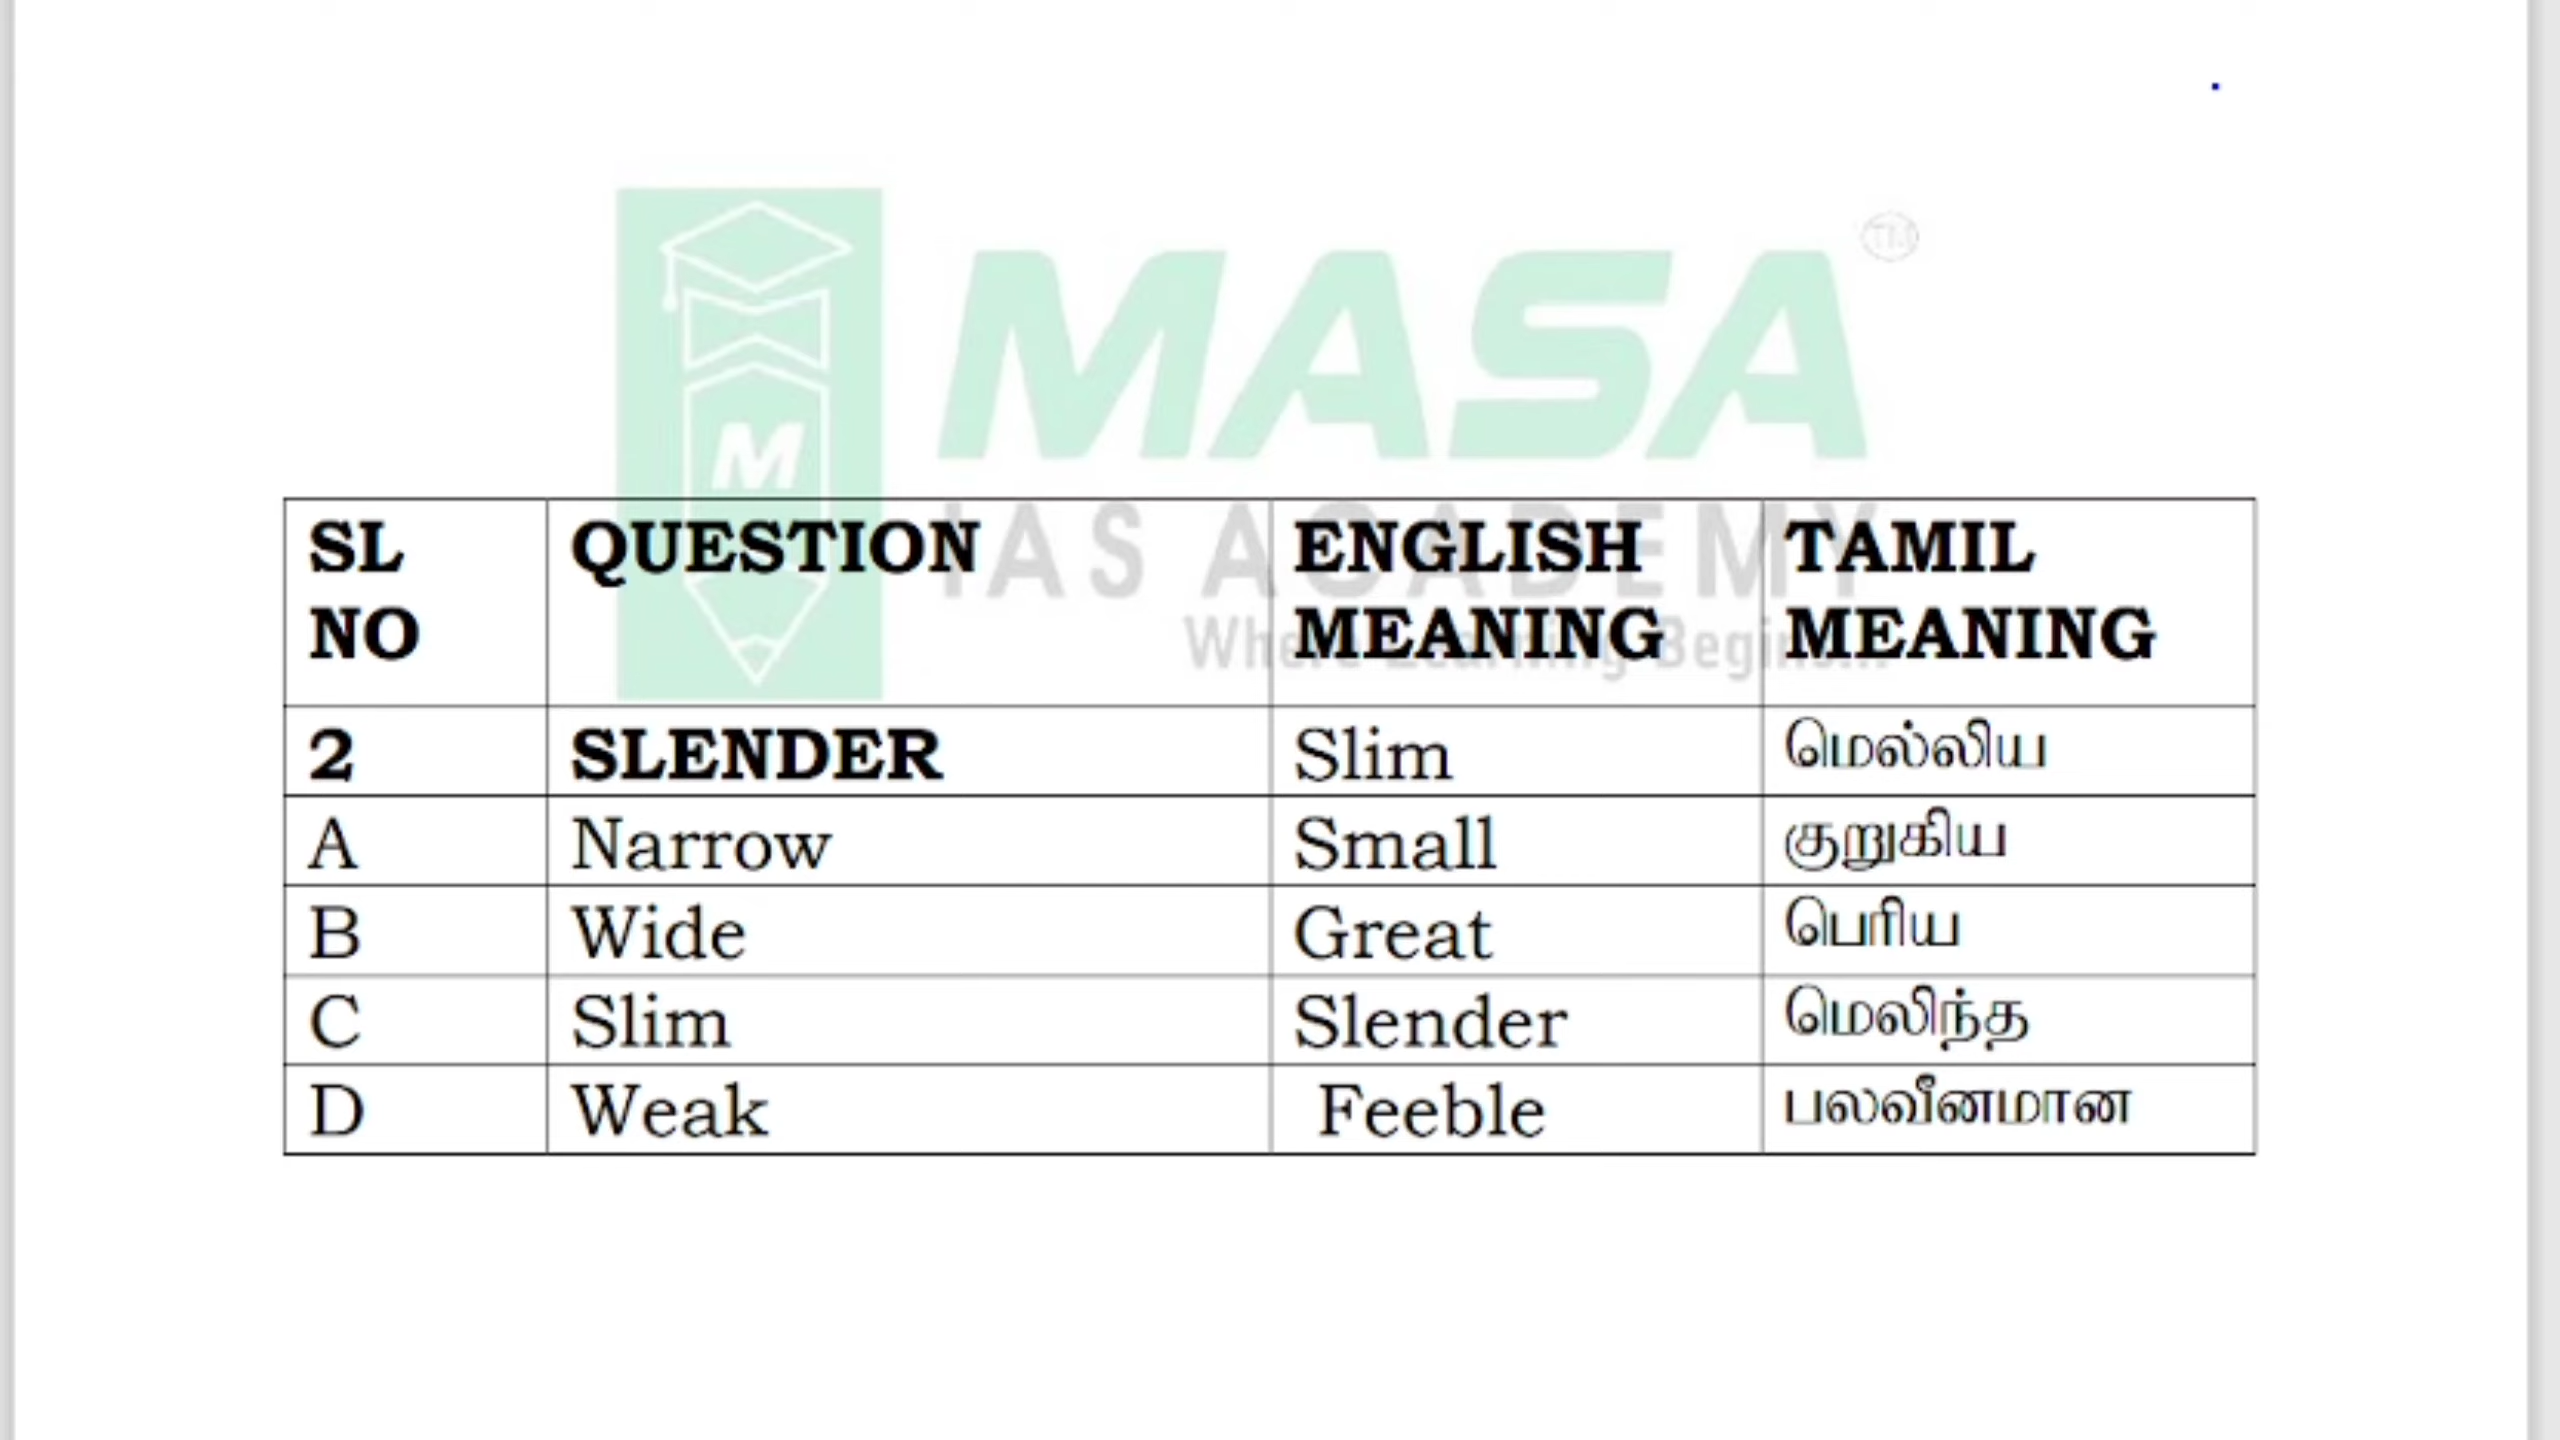 MASA
TM
M
IAS ACADEMY
Where Learning Begins...
SL NO QUESTION ENGLISH MEANING TAMIL MEANING
2 SLENDER Slim மெல்லிய
A Narrow Small குறுகிய
B Wide Great பெரிய
C Slim Slender மெலிந்த
D Weak Feeble பலவீனமான